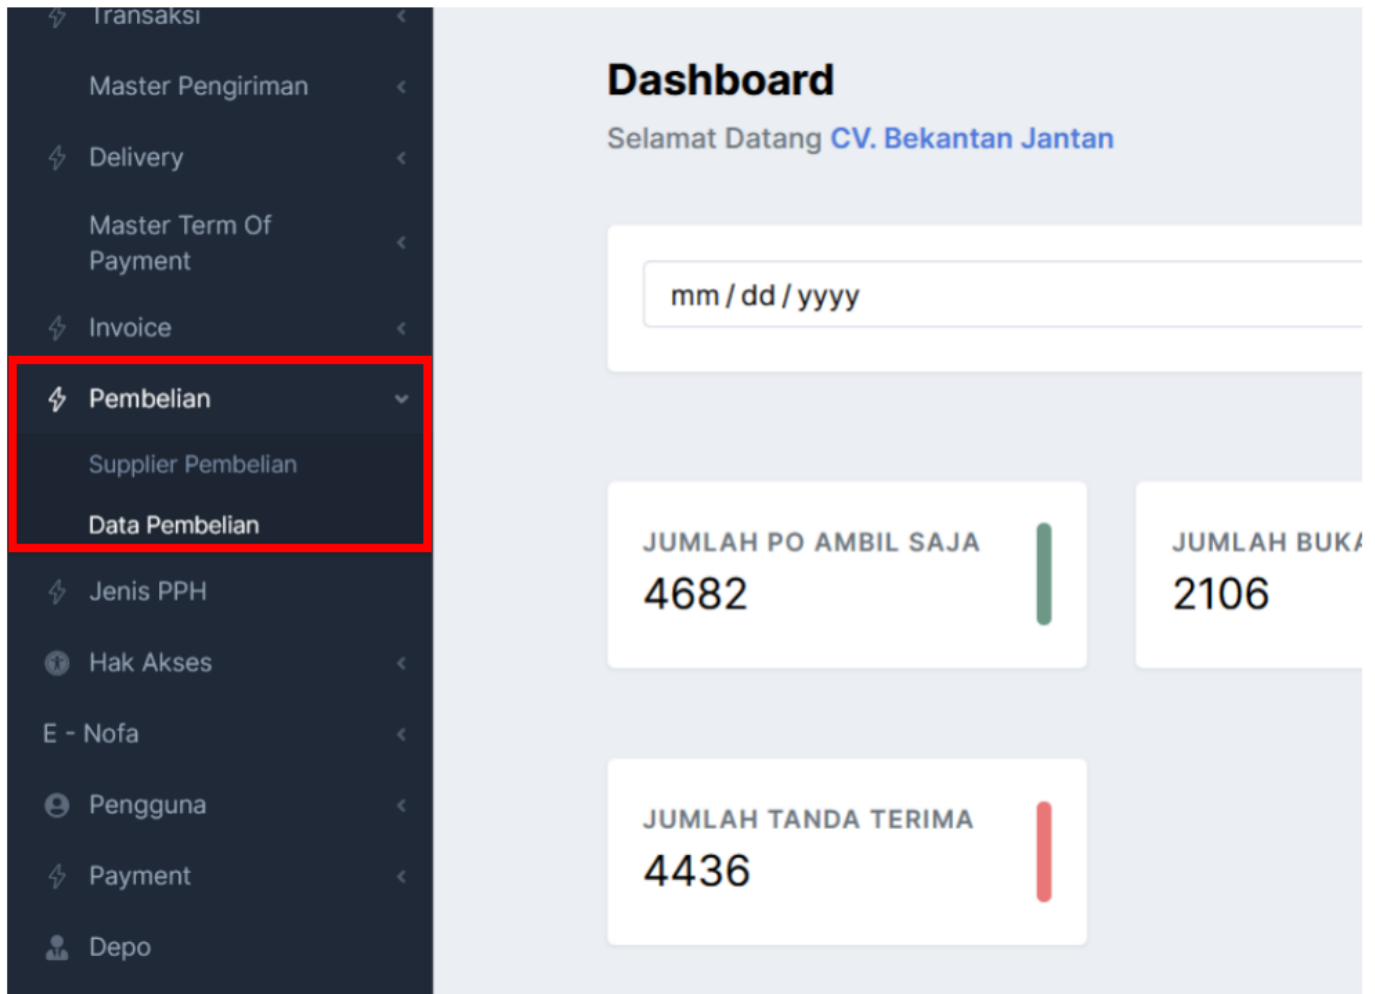 Transaksi
Master Pengiriman
Delivery
Master Term Of
Payment
Invoice
Pembelian
Supplier Pembelian
Data Pembelian
Jenis PPH
Hak Akses
E - Nofa
Pengguna
Payment
Depo
Dashboard
Selamat Datang CV. Bekantan Jantan
mm / dd / yyyy
JUMLAH PO AMBIL SAJA
4682
JUMLAH
2106
JUMLAH TANDA TERIMA
4436